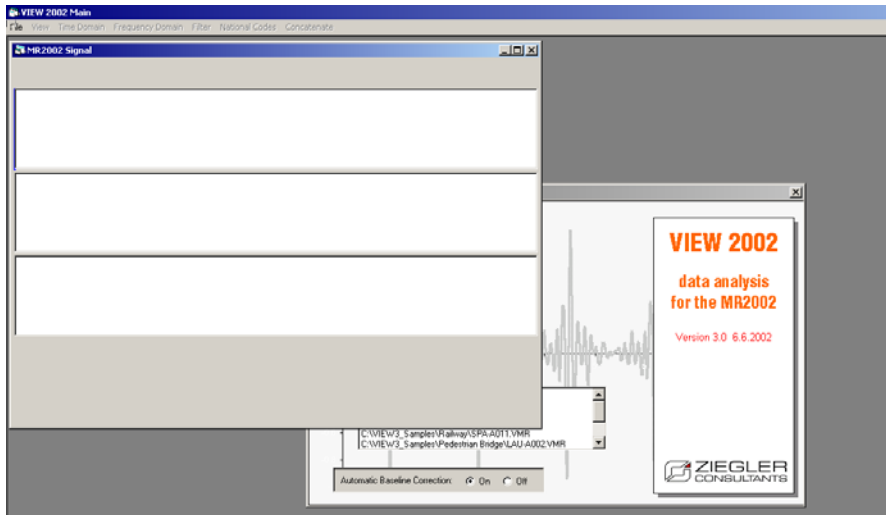 VIEW 2002 Main
File View Time Domain Frequency Domain Filter National Codes Concatenate
MR2002 Signal
VIEW 2002
data analysis
for the MR2002
Version 3.0 6.6.2002
C:\VIEW3_Samples\Railway\SPA-A011.VMR
C:\VIEW3_Samples\Pedestrian Bridge\LAU-A002.VMR
Automatic Baseline Correction: On Off
ZIEGLER
CONSULTANTS